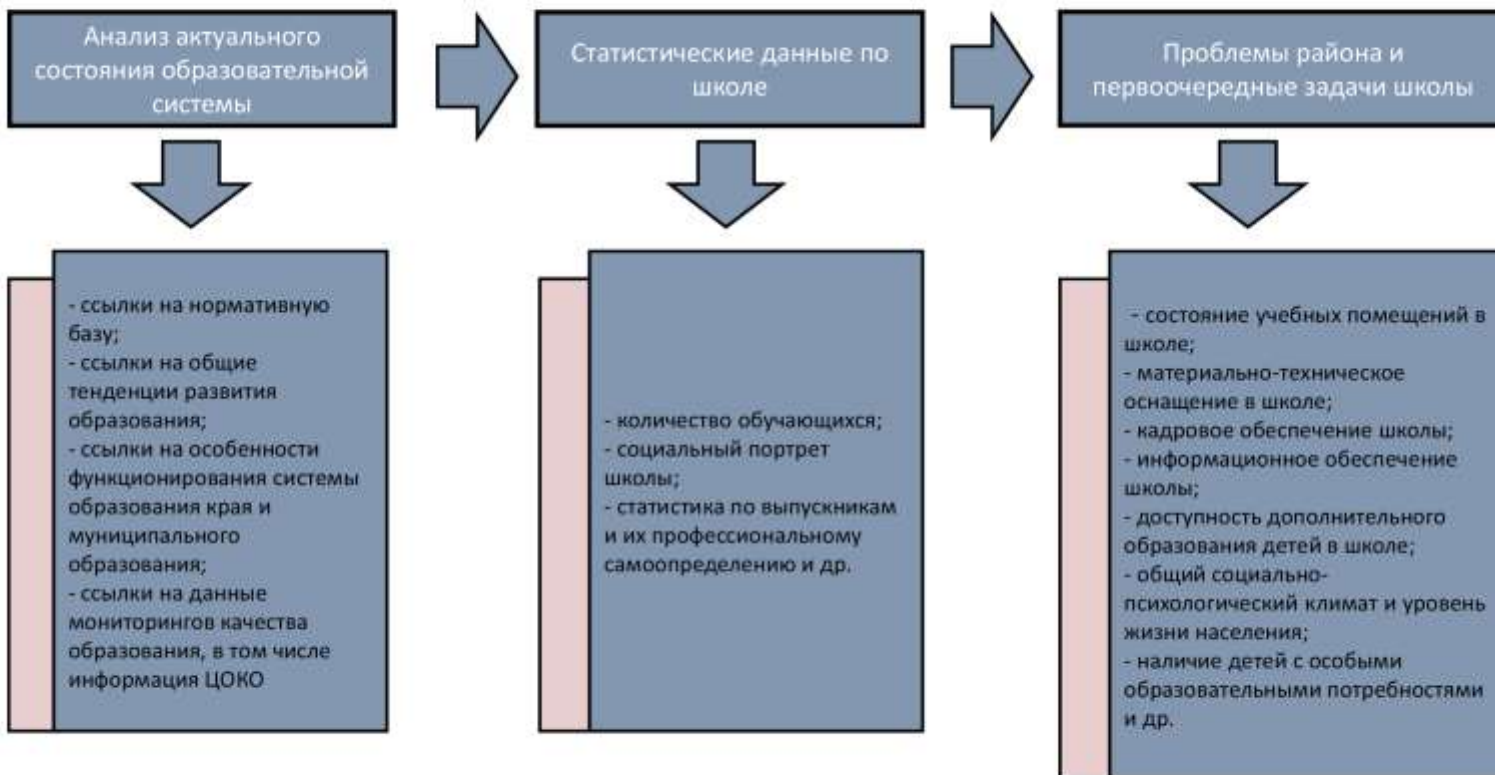 Анализ актуального
состояния образовательной
системы
Статистические данные по
школе
Проблемы района и
первоочередные задачи школы
- ссылки на нормативную
базу;
- ссылки на общие
тенденции развития
образования;
- ссылки на особенности
функционирования системы
образования края и
муниципального
образования;
- ссылки на данные
мониторингов качества
образования, в том числе
информация ЦОКО
- количество обучающихся;
- социальный портрет
школы;
- статистика по выпускникам
и их профессиональному
самоопределению и др.
- состояние учебных помещений в
школе;
- материально-техническое
оснащение в школе;
- кадровое обеспечение школы;
- информационное обеспечение
школы;
- доступность дополнительного
образования детей в школе;
- общий социально-
психологический климат и уровень
жизни населения;
- наличие детей с особыми
образовательными потребностями
и др.